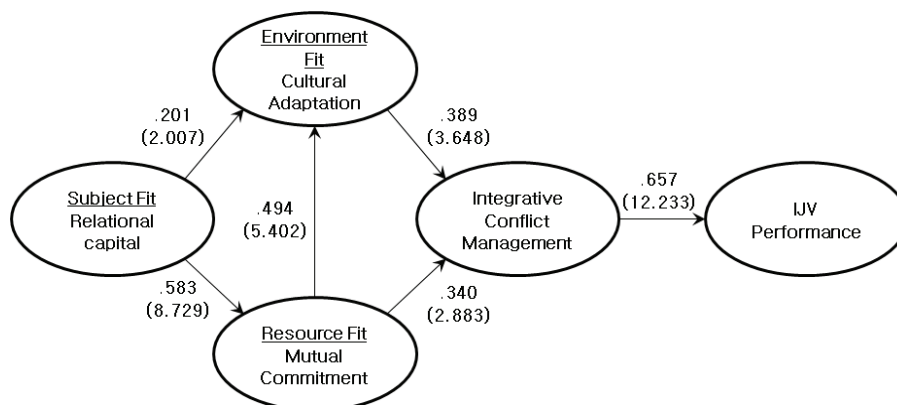 Environment
Fit
Cultural
Adaptation
.201
(2.007)
.389
(3.648)
Subject Fit
Relational
capital
.494
(5.402)
Integrative
Conflict
Management
.657
(12.233)
IJV
Performance
.583
(8.729)
.340
(2.883)
Resource Fit
Mutual
Commitment